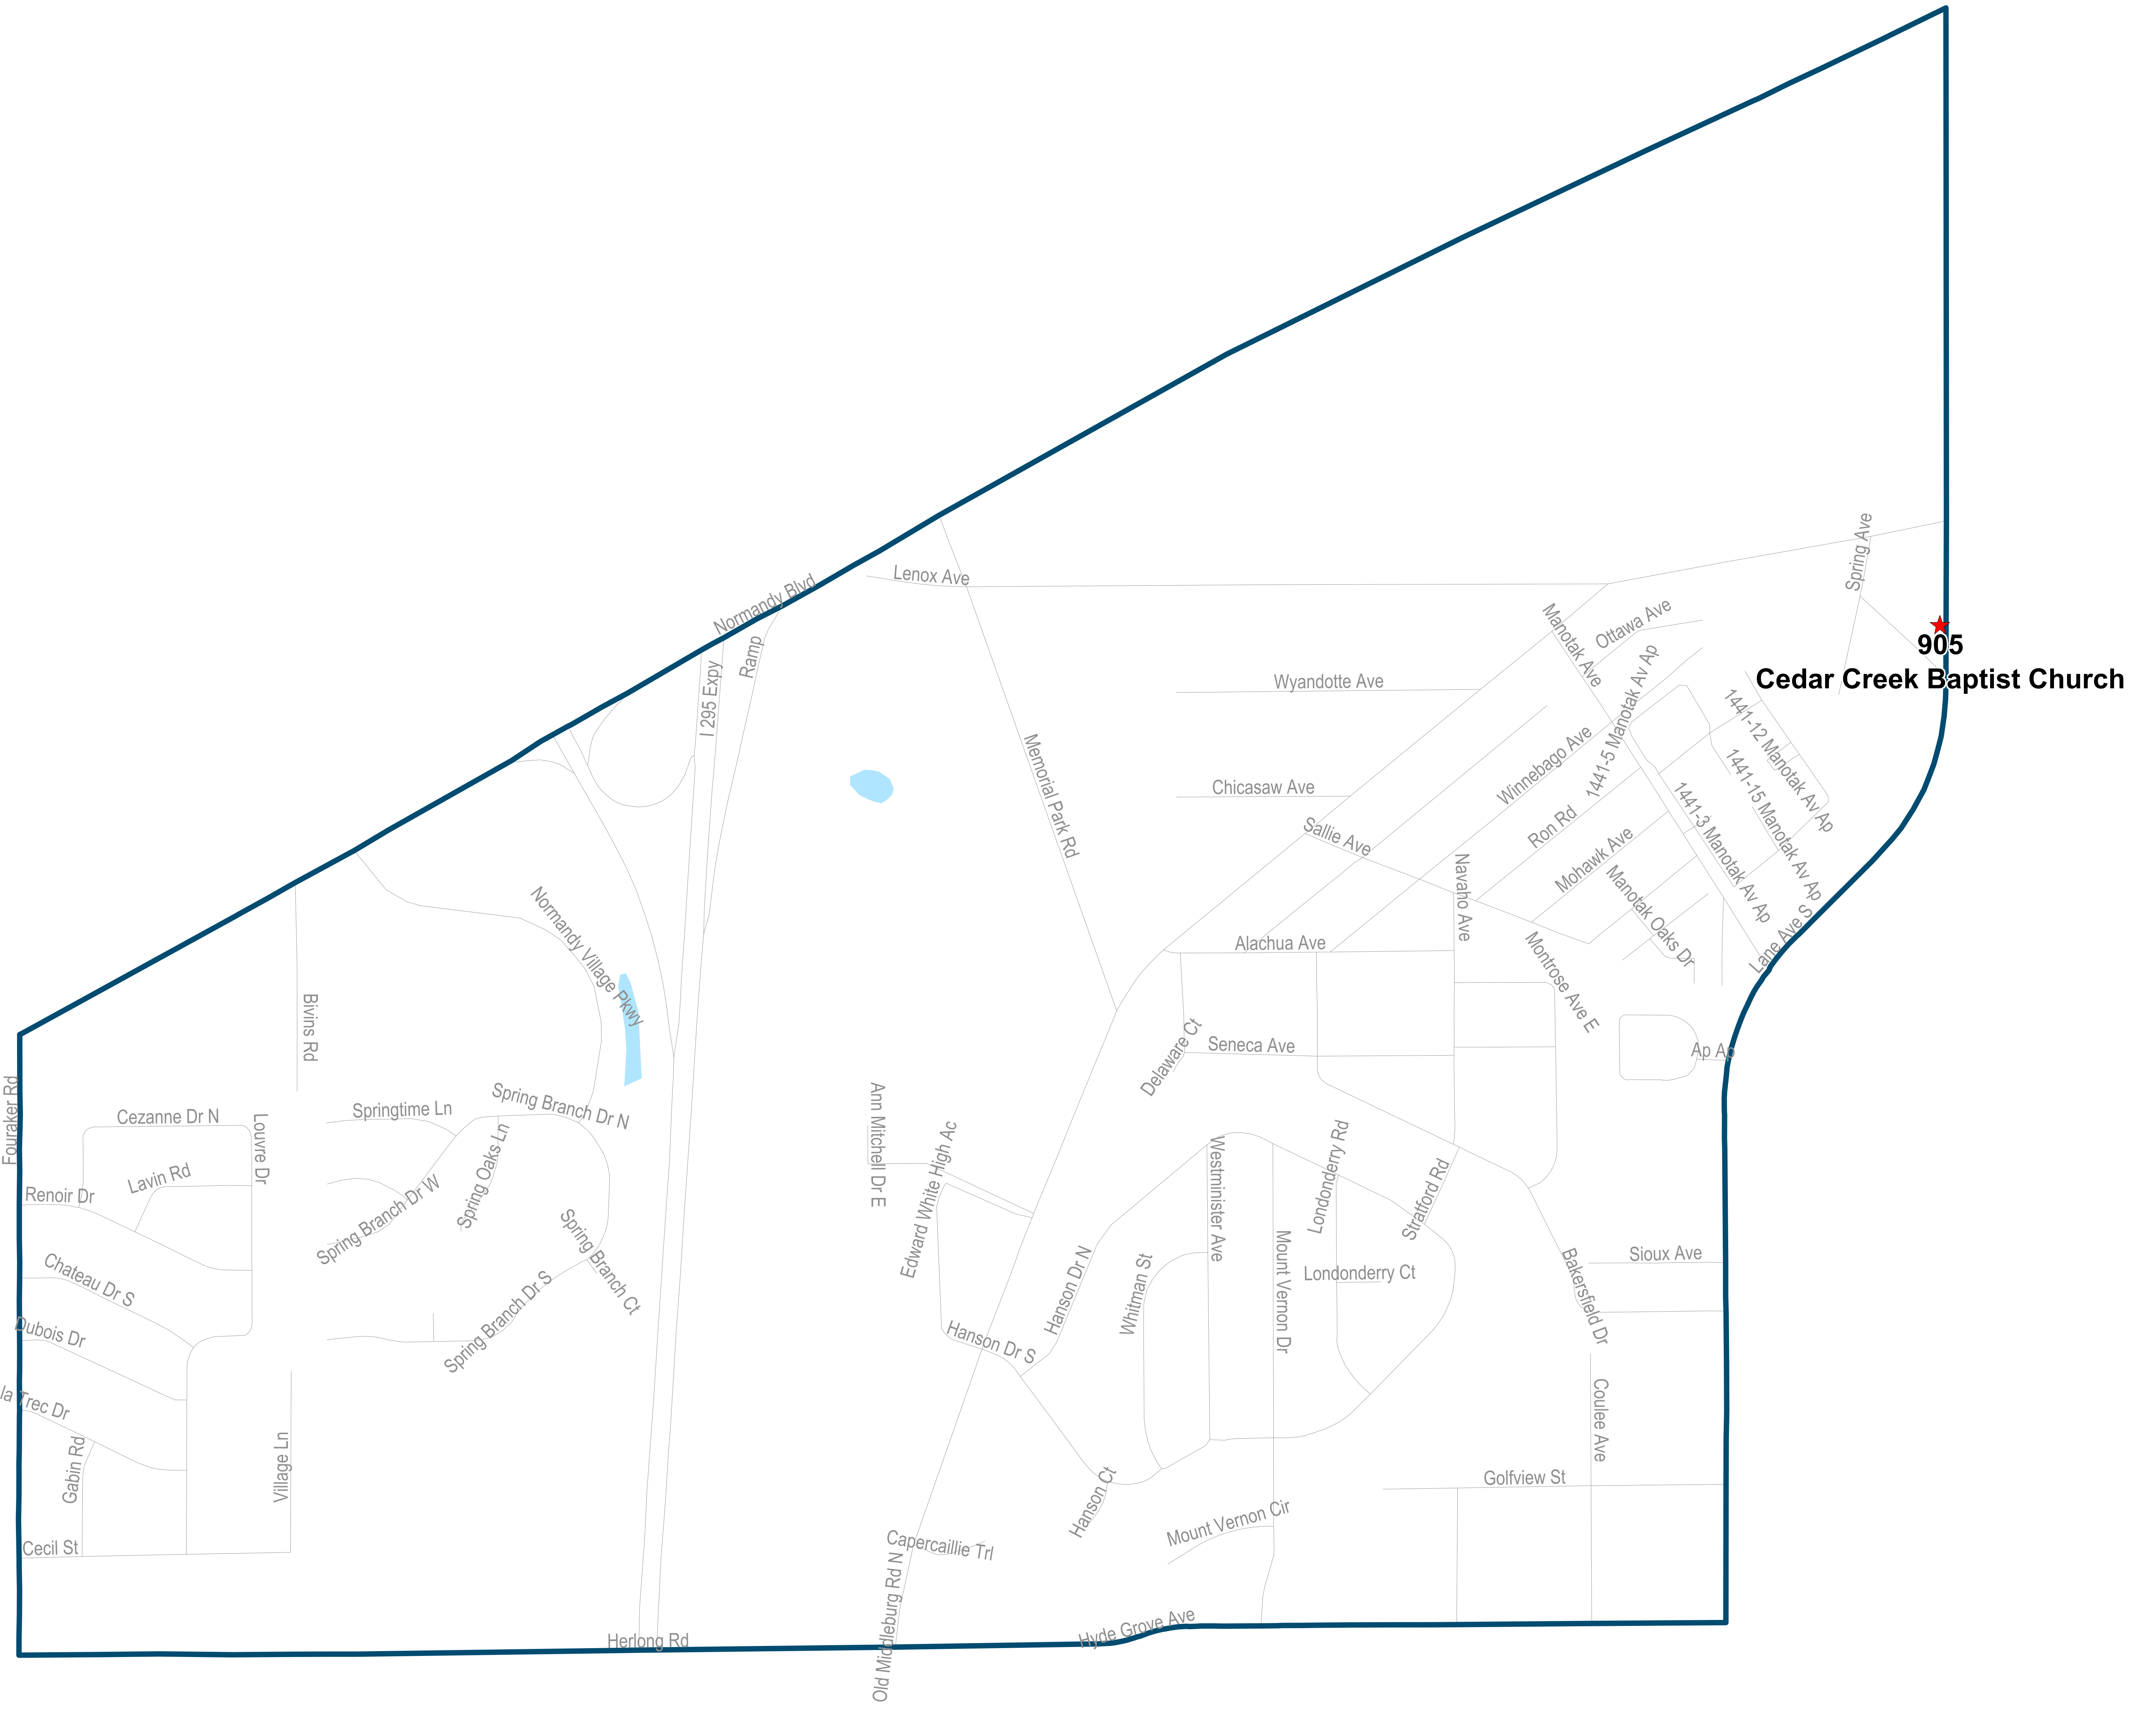 Spring Ave
Lenox Ave
Normandy Blvd
Ramp
I 295 Expy
Manotak Ave
Ottawa Ave
905
Cedar Creek Baptist Church
Wyandotte Ave
1441-5 Manotak Av Ap
1441-12 Manotak Av Ap
Memorial Park Rd
Chicasaw Ave
Winnebago Ave
1441-15 Manotak Av Ap
1441-3 Manotak Av Ap
Sallie Ave
Ron Rd
Mohawk Ave
Navaho Ave
Manotak Oaks Dr
Normandy Village Pkwy
Alachua Ave
Montrose Ave E
Lane Ave S
Bivins Rd
Delaware Ct
Seneca Ave
Ap Ap
Fouraker Rd
Cezanne Dr N
Louvre Dr
Springtime Ln
Spring Branch Dr N
Ann Mitchell Dr E
Edward White High Ac
Westminister Ave
Londonderry Rd
Stratford Rd
Renoir Dr
Lavin Rd
Spring Branch Dr W
Spring Oaks Ln
Spring Branch Ct
Mount Vernon Dr
Sioux Ave
Chateau Dr S
Hanson Dr N
Whitman St
Londonderry Ct
Bakersfield Dr
Dubois Dr
Spring Branch Dr S
Hanson Dr S
la Trec Dr
Gabin Rd
Village Ln
Coulee Ave
Golfview St
Hanson Ct
Mount Vernon Cir
Cecil St
Capercaillie Trl
Old Middleburg Rd N
Herlong Rd
Hyde Grove Ave